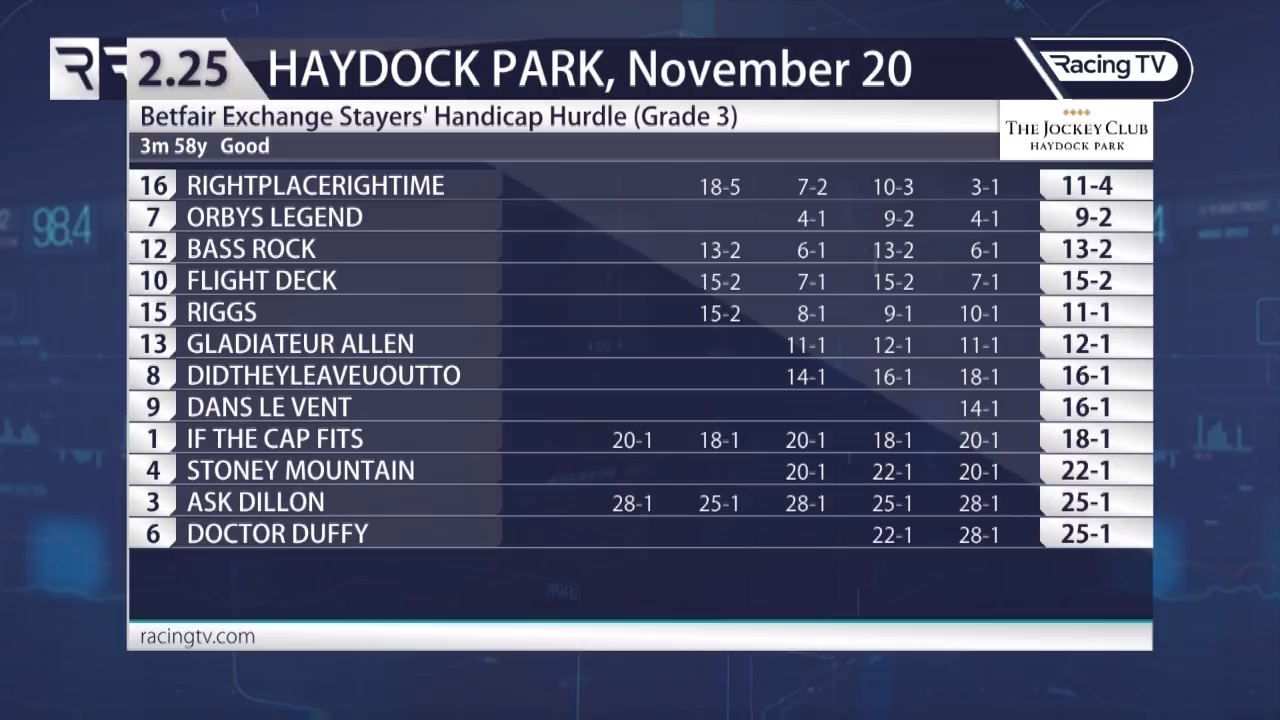 2.25 HAYDOCK PARK, November 20 Racing TV
Betfair Exchange Stayers' Handicap Hurdle (Grade 3)
THE JOCKEY CLUB
HAYDOCK PARK
3m 58y Good
16 RIGHTPLACERIGHTIME 18-5 7-2 10-3 3-1 11-4
7 ORBYS LEGEND 4-1 9-2 4-1 9-2
98.4
12 BASS ROCK 13-2 6-1 13-2 6-1 13-2
10 FLIGHT DECK 15-2 7-1 15-2 7-1 15-2
15 RIGGS 15-2 8-1 9-1 10-1 11-1
13 GLADIATEUR ALLEN 11-1 12-1 11-1 12-1
8 DIDTHEYLEAVEUOUTTO 14-1 16-1 18-1 16-1
9 DANS LE VENT 14-1 16-1
1 IF THE CAP FITS 20-1 18-1 20-1 18-1 20-1 18-1
4 STONEY MOUNTAIN 20-1 22-1 20-1 22-1
3 ASK DILLON 28-1 25-1 28-1 25-1 28-1 25-1
6 DOCTOR DUFFY 22-1 28-1 25-1
racingtv.com